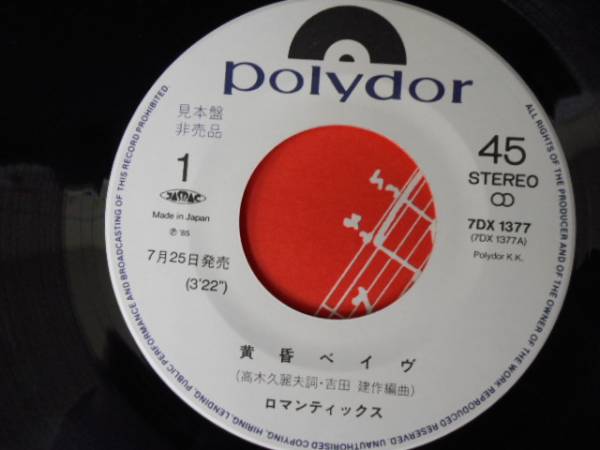 polydor
見本盤
非売品
1
JASRAC
Made in Japan
℗ '85
7月25日発売
(3'22")
45
STEREO
7DX 1377
(7DX 1377A)
Polydor K.K.
黄昏ベイヴ
(高木久麗夫詞・吉田 建作編曲)
ロマンティックス
ALL RIGHTS OF THE PRODUCER AND OF THE OWNER OF THE WORK REPRODUCED RESERVED. UNAUTHORISED COPYING, HIRING, LENDING, PUBLIC PERFORMANCE AND BROADCASTING OF THIS RECORD PROHIBITED.